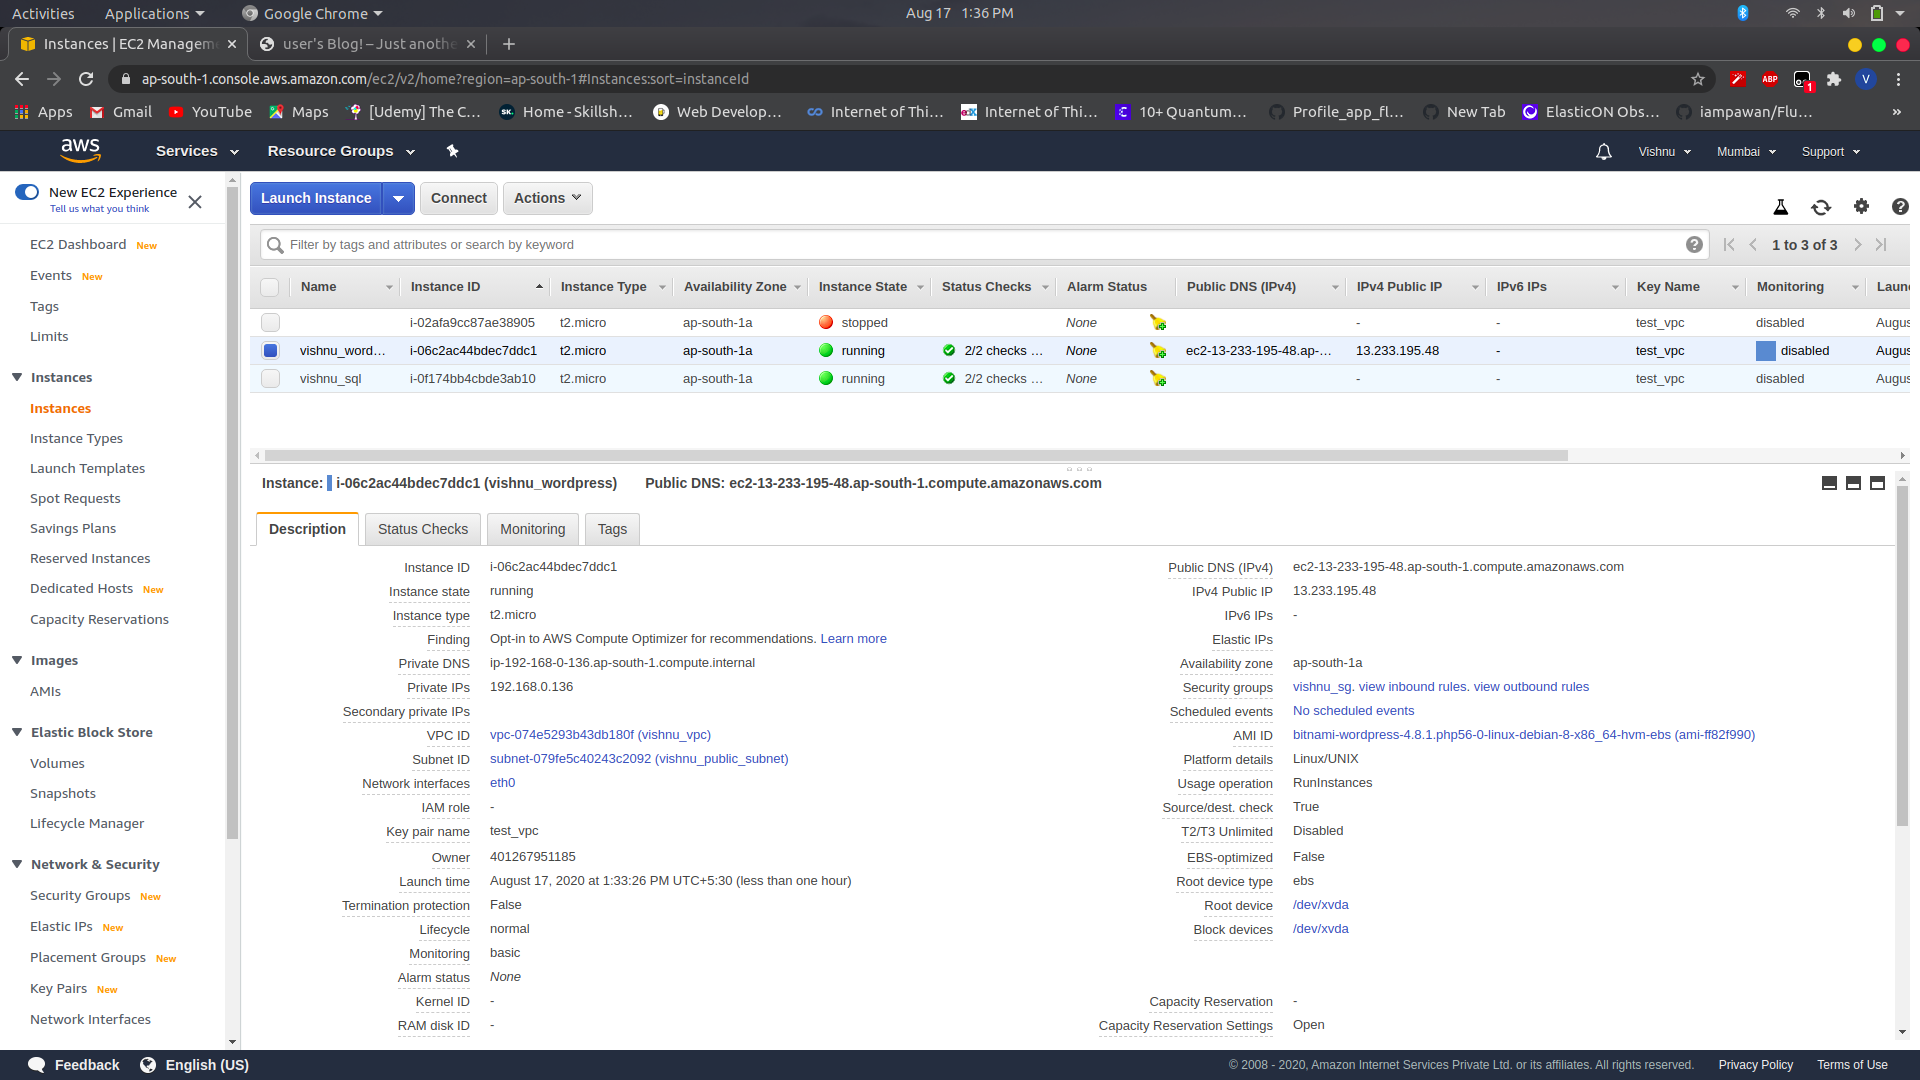 Activities
Applications
Google Chrome
Aug 17 1:36 PM
Instances | EC2 Managem
user's Blog! – Just anothe
ap-south-1.console.aws.amazon.com/ec2/v2/home?region=ap-south-1#Instances:sort=instanceId
ABP
1
V
Apps
Gmail
YouTube
Maps
[Udemy] The C...
Home - Skillsh...
Web Develop...
Internet of Thi...
Internet of Thi...
10+ Quantum...
Profile_app_fl...
New Tab
ElasticON Obs...
iampawan/Flu...
»
aws
Services
Resource Groups
Vishnu
Mumbai
Support
New EC2 Experience
Tell us what you think
EC2 Dashboard New
Events New
Tags
Limits
Instances
Instances
Instance Types
Launch Templates
Spot Requests
Savings Plans
Reserved Instances
Dedicated Hosts New
Capacity Reservations
Images
AMIs
Elastic Block Store
Volumes
Snapshots
Lifecycle Manager
Network & Security
Security Groups New
Elastic IPs New
Placement Groups New
Key Pairs New
Network Interfaces
Launch Instance
Connect
Actions
Filter by tags and attributes or search by keyword
1 to 3 of 3
Name Instance ID Instance Type Availability Zone Instance State Status Checks Alarm Status Public DNS (IPv4) IPv4 Public IP IPv6 IPs Key Name Monitoring Laun
i-02afa9cc87ae38905 t2.micro ap-south-1a stopped None - - test_vpc disabled Augus
vishnu_word... i-06c2ac44bdec7ddc1 t2.micro ap-south-1a running 2/2 checks ... None ec2-13-233-195-48.ap-... 13.233.195.48 - test_vpc disabled Augus
vishnu_sql i-0f174bb4cbde3ab10 t2.micro ap-south-1a running 2/2 checks ... None - - test_vpc disabled Augus
Instance: i-06c2ac44bdec7ddc1 (vishnu_wordpress) Public DNS: ec2-13-233-195-48.ap-south-1.compute.amazonaws.com
Description
Status Checks
Monitoring
Tags
Instance ID i-06c2ac44bdec7ddc1
Instance state running
Instance type t2.micro
Finding Opt-in to AWS Compute Optimizer for recommendations. Learn more
Private DNS ip-192-168-0-136.ap-south-1.compute.internal
Private IPs 192.168.0.136
Secondary private IPs
VPC ID vpc-074e5293b43db180f (vishnu_vpc)
Subnet ID subnet-079fe5c40243c2092 (vishnu_public_subnet)
Network interfaces eth0
IAM role -
Key pair name test_vpc
Owner 401267951185
Launch time August 17, 2020 at 1:33:26 PM UTC+5:30 (less than one hour)
Termination protection False
Lifecycle normal
Monitoring basic
Alarm status None
Kernel ID -
RAM disk ID -
Public DNS (IPv4) ec2-13-233-195-48.ap-south-1.compute.amazonaws.com
IPv4 Public IP 13.233.195.48
IPv6 IPs -
Elastic IPs
Availability zone ap-south-1a
Security groups vishnu_sg. view inbound rules. view outbound rules
Scheduled events No scheduled events
AMI ID bitnami-wordpress-4.8.1.php56-0-linux-debian-8-x86_64-hvm-ebs (ami-ff82f990)
Platform details Linux/UNIX
Usage operation RunInstances
Source/dest. check True
T2/T3 Unlimited Disabled
EBS-optimized False
Root device type ebs
Root device /dev/xvda
Block devices /dev/xvda
Capacity Reservation -
Capacity Reservation Settings Open
Feedback
English (US)
© 2008 - 2020, Amazon Internet Services Private Ltd. or its affiliates. All rights reserved.
Privacy Policy
Terms of Use